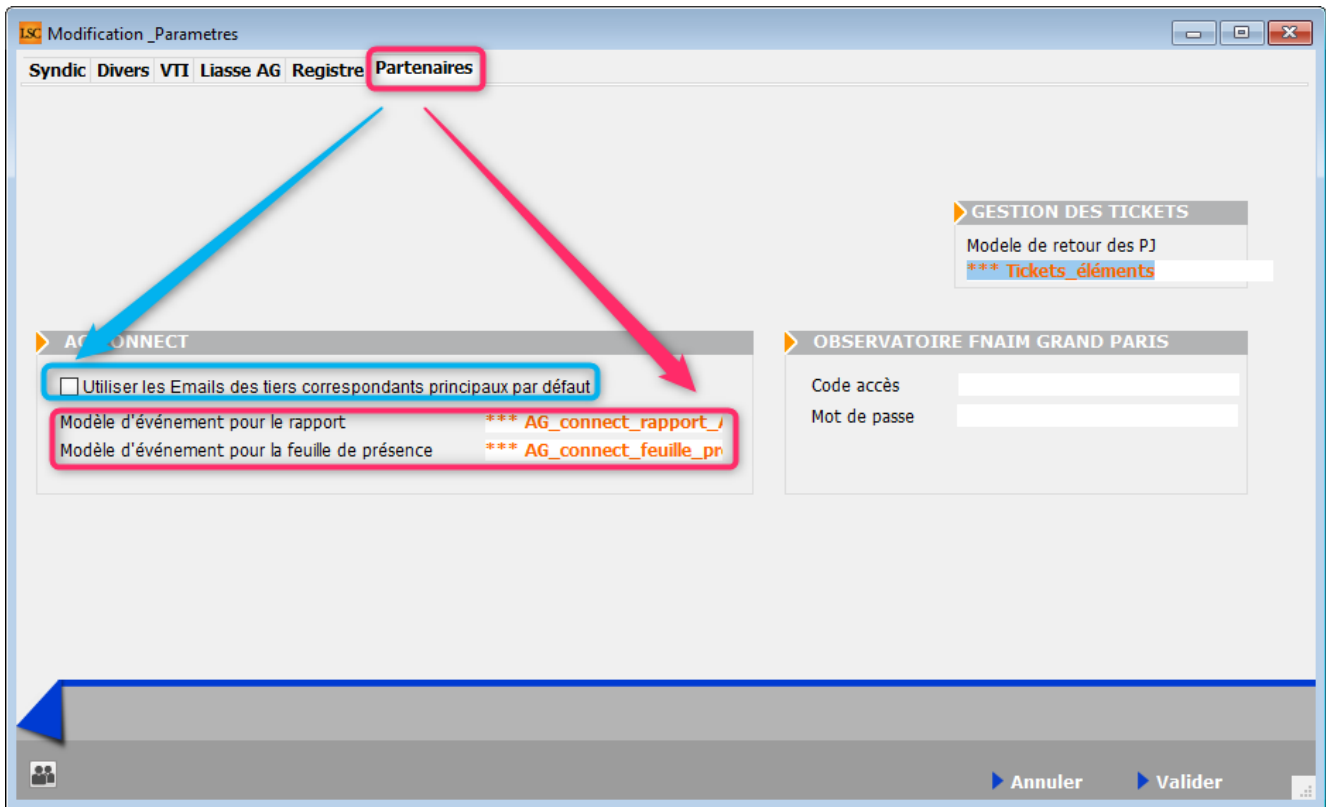 LSC Modification _Parametres
Syndic Divers VTI Liasse AG Registre Partenaires
GESTION DES TICKETS
Modele de retour des PJ
*** Tickets_éléments
AG CONNECT
Utiliser les Emails des tiers correspondants principaux par défaut
Modèle d'événement pour le rapport *** AG_connect_rapport_A
Modèle d'événement pour la feuille de présence *** AG_connect_feuille_pr
OBSERVATOIRE FNAIM GRAND PARIS
Code accès
Mot de passe
Annuler Valider